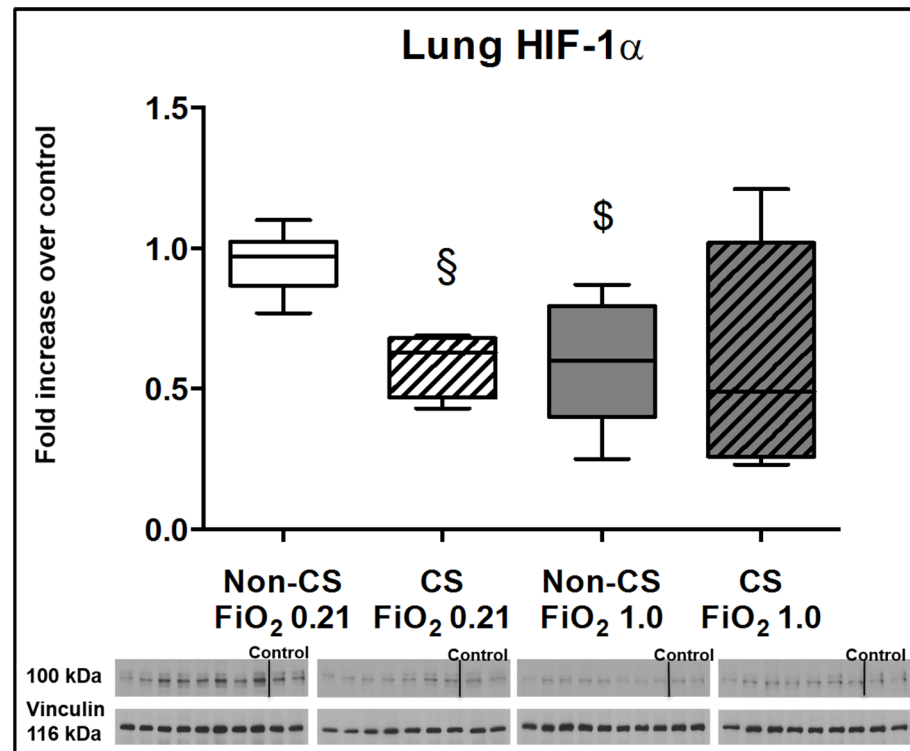 Lung HIF-1α
Fold increase over control
1.5
1.0
0.5
0.0
§
$
Non-CS
FiO₂ 0.21
CS
FiO₂ 0.21
Non-CS
FiO₂ 1.0
CS
FiO₂ 1.0
Control
Control
Control
Control
100 kDa
Vinculin
116 kDa